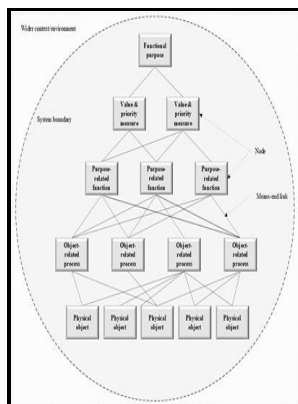 Wider context/environment
Functional
purpose
System boundary
Value &
priority
measure
Value &
priority
measure
Node
Purpose-
related
function
Purpose-
related
function
Purpose-
related
function
Means-end link
Object-
related
process
Object-
related
process
Object-
related
process
Object-
related
process
Physical
object
Physical
object
Physical
object
Physical
object
Physical
object